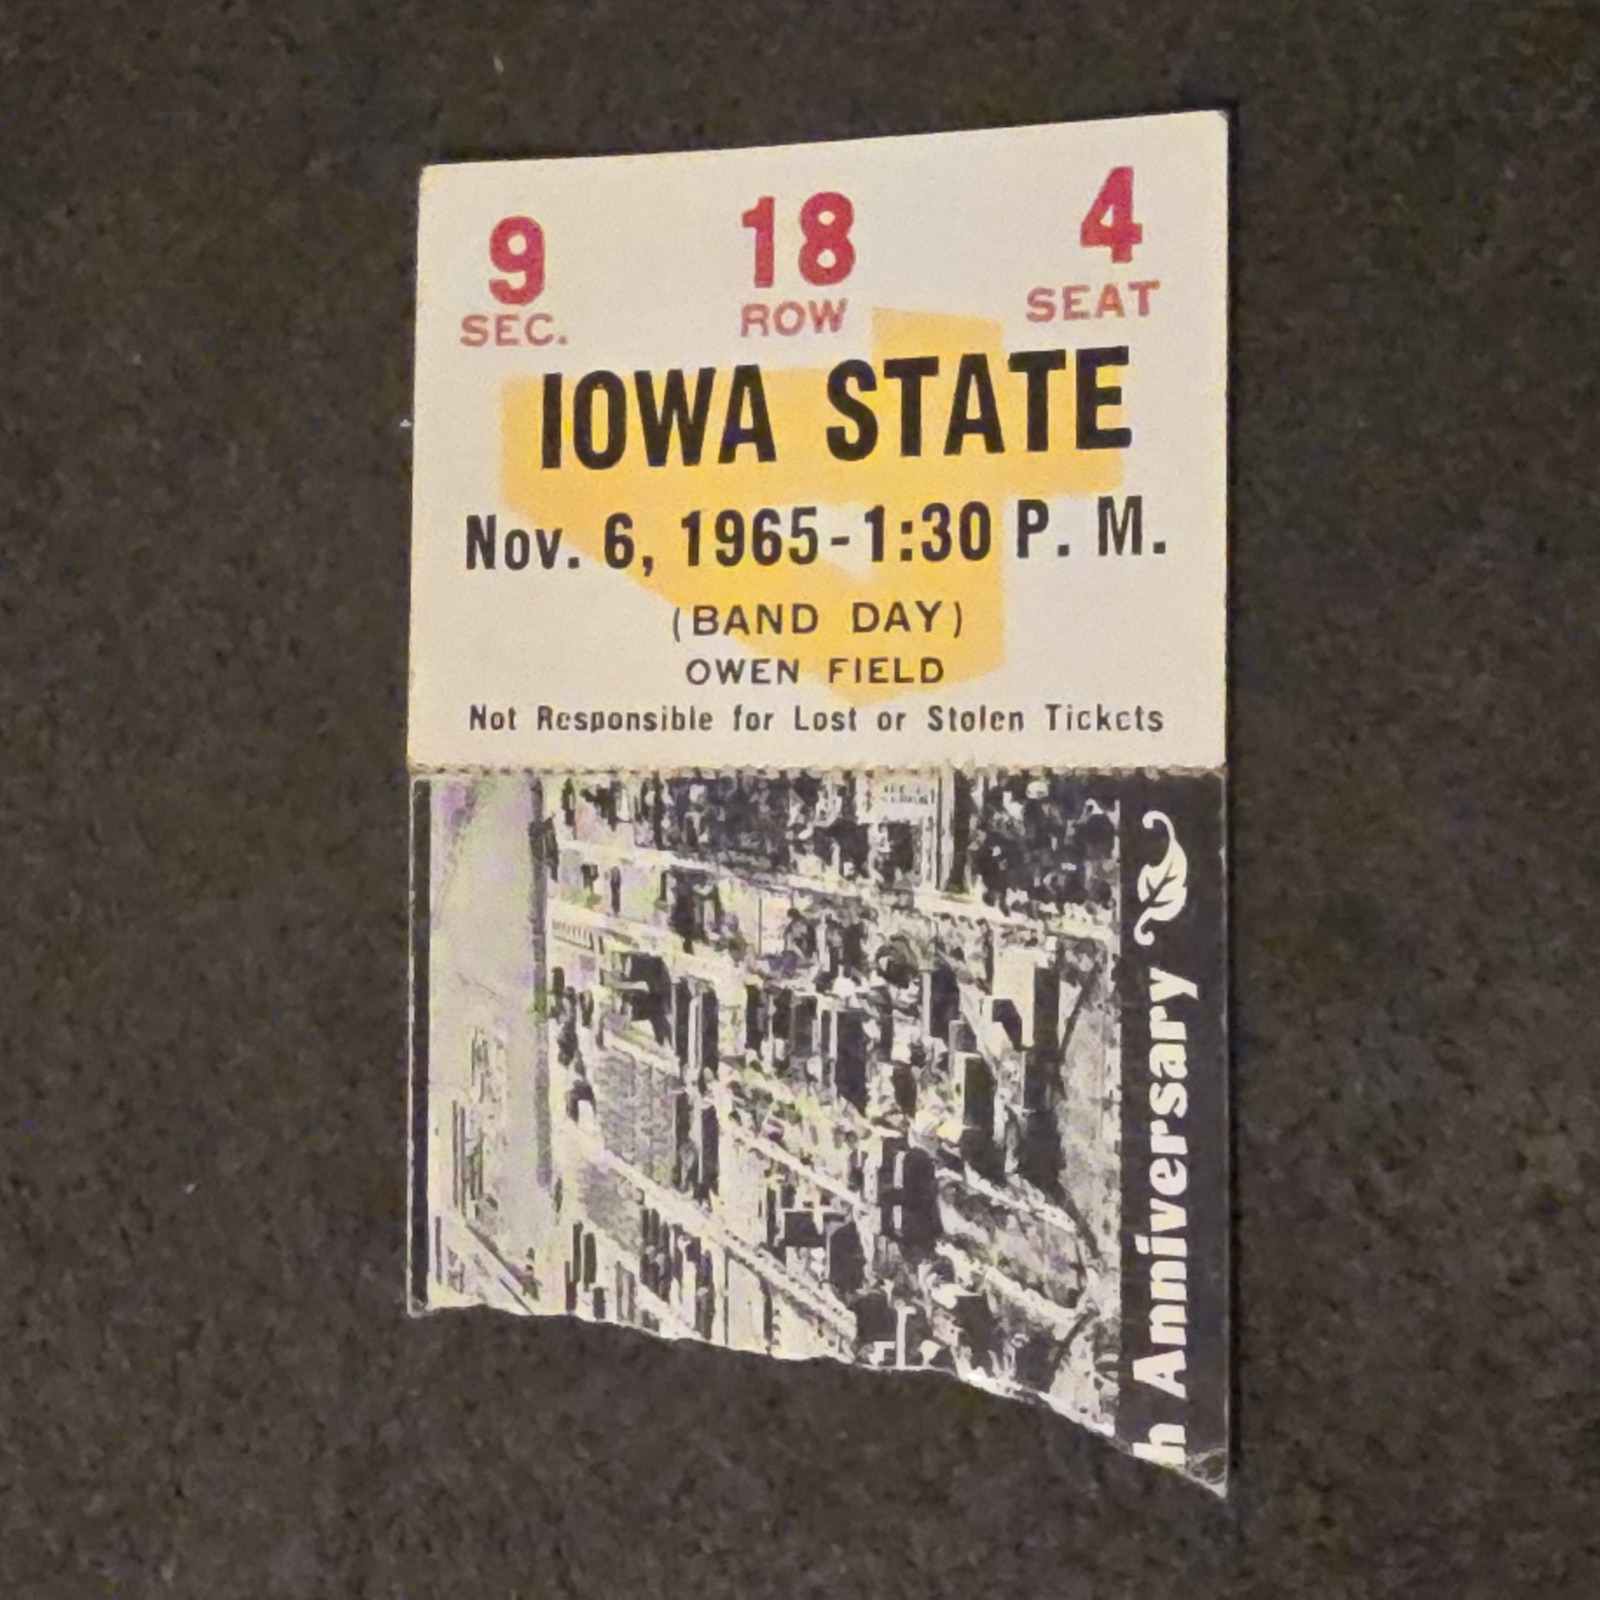 9 18 4
SEC. ROW SEAT
IOWA STATE
Nov. 6, 1965-1:30 P. M.
(BAND DAY)
OWEN FIELD
Not Responsible for Lost or Stolen Tickets
h Anniversary